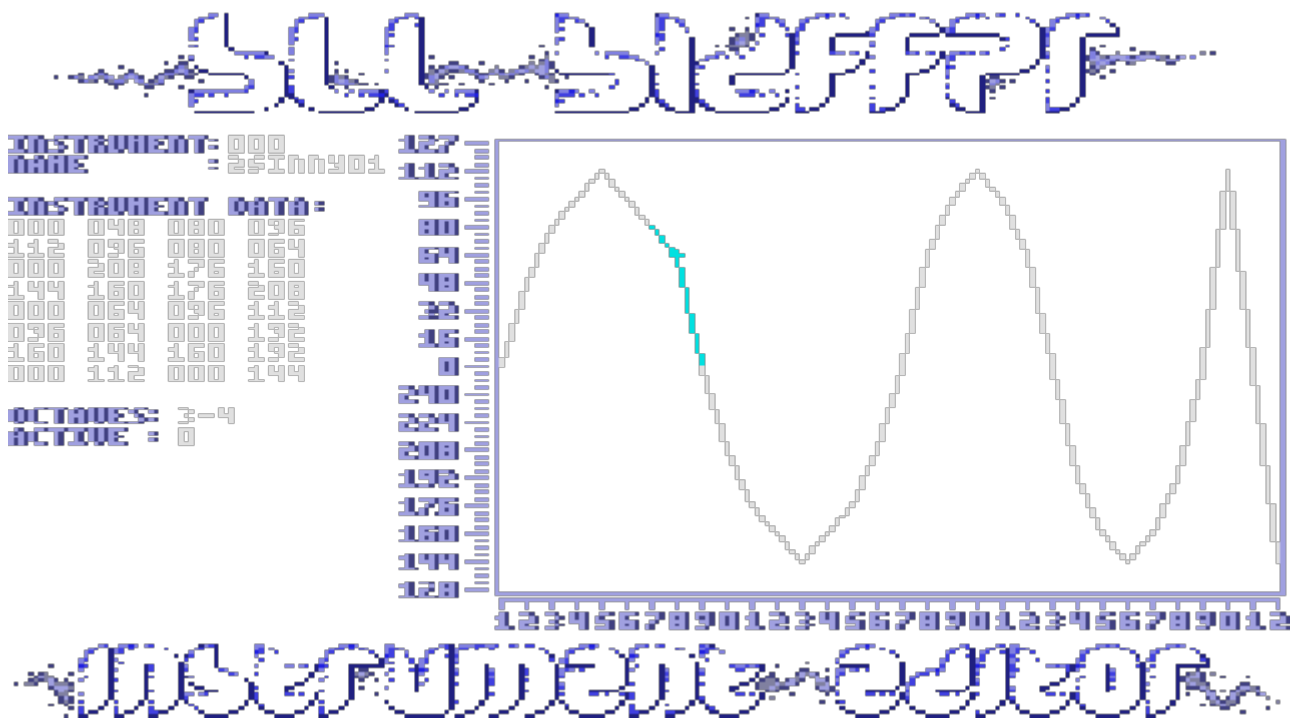 INSTRUMENT: 000
NAME :
INSTRUMENT DATA:
000 048 080 096
112 096 080 064
000 208 176 160
144 160 176 208
000 064 096 112
096 064 000 192
160 144 160 192
000 112 000 144
OCTAVES: 3-4
ACTIVE : 0
127
112
96
80
64
48
32
16
0
240
224
208
192
176
160
144
128
12345678901234567890123456789012
Instrument Editor